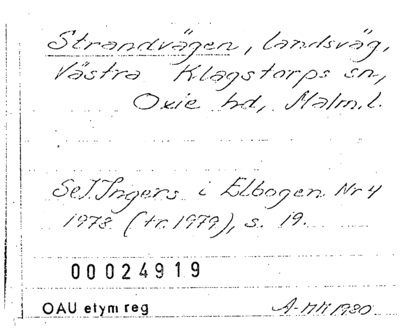 Strandvägen, landsväg,
Västra Klagstorps sn,
Oxie hd, Malm.l.
Se I. Ingers i Elbogen Nr 4
1978 (tr. 1979), s. 19.
00024919
OAU etym reg
1980